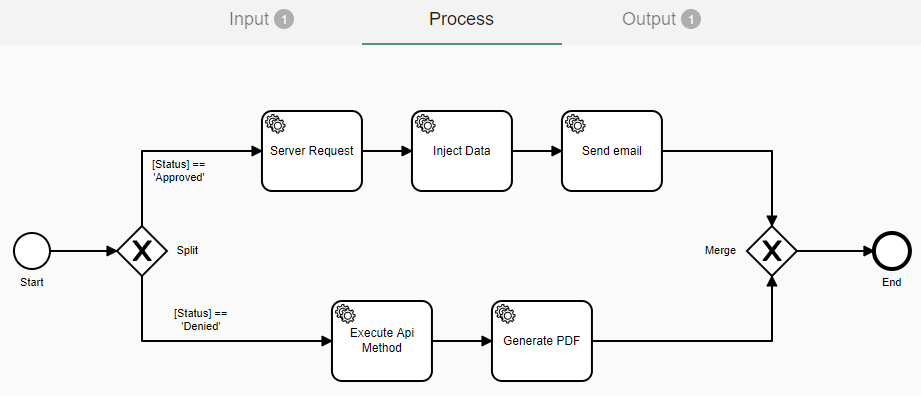 Input 1
Process
Output 1
[Status] ==
'Approved'
Server Request
Inject Data
Send email
Start
Split
Merge
End
[Status] ==
'Denied'
Execute Api
Method
Generate PDF